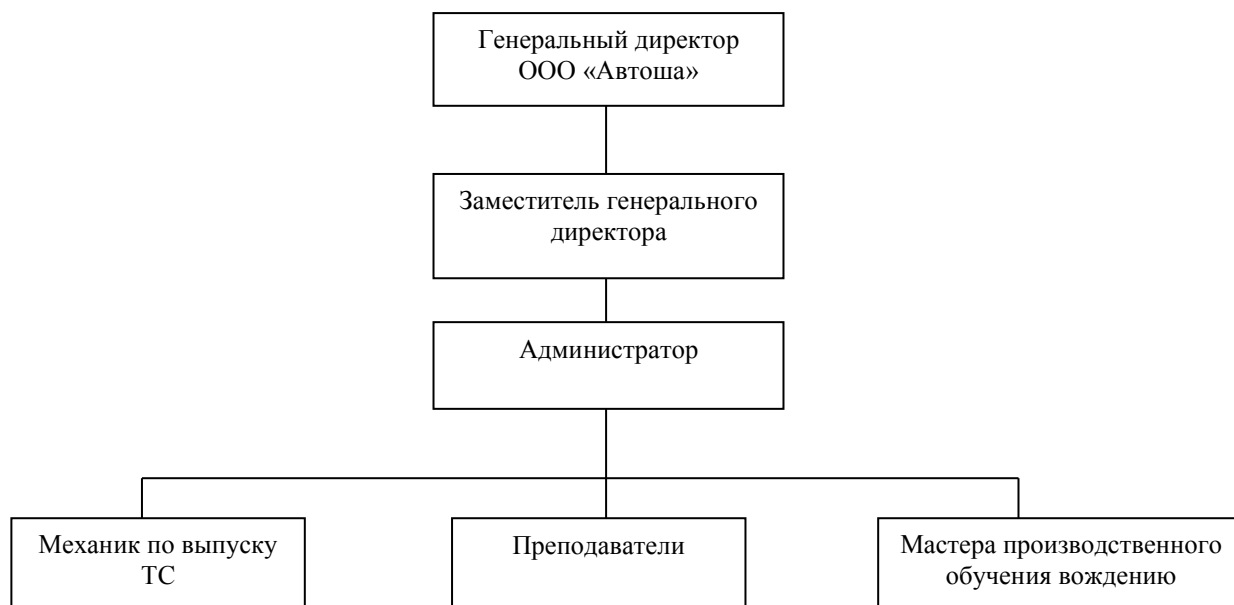 Генеральный директор
ООО «Автоша»
Заместитель генерального
директора
Администратор
Механик по выпуску
ТС
Преподаватели
Мастера производственного
обучения вождению